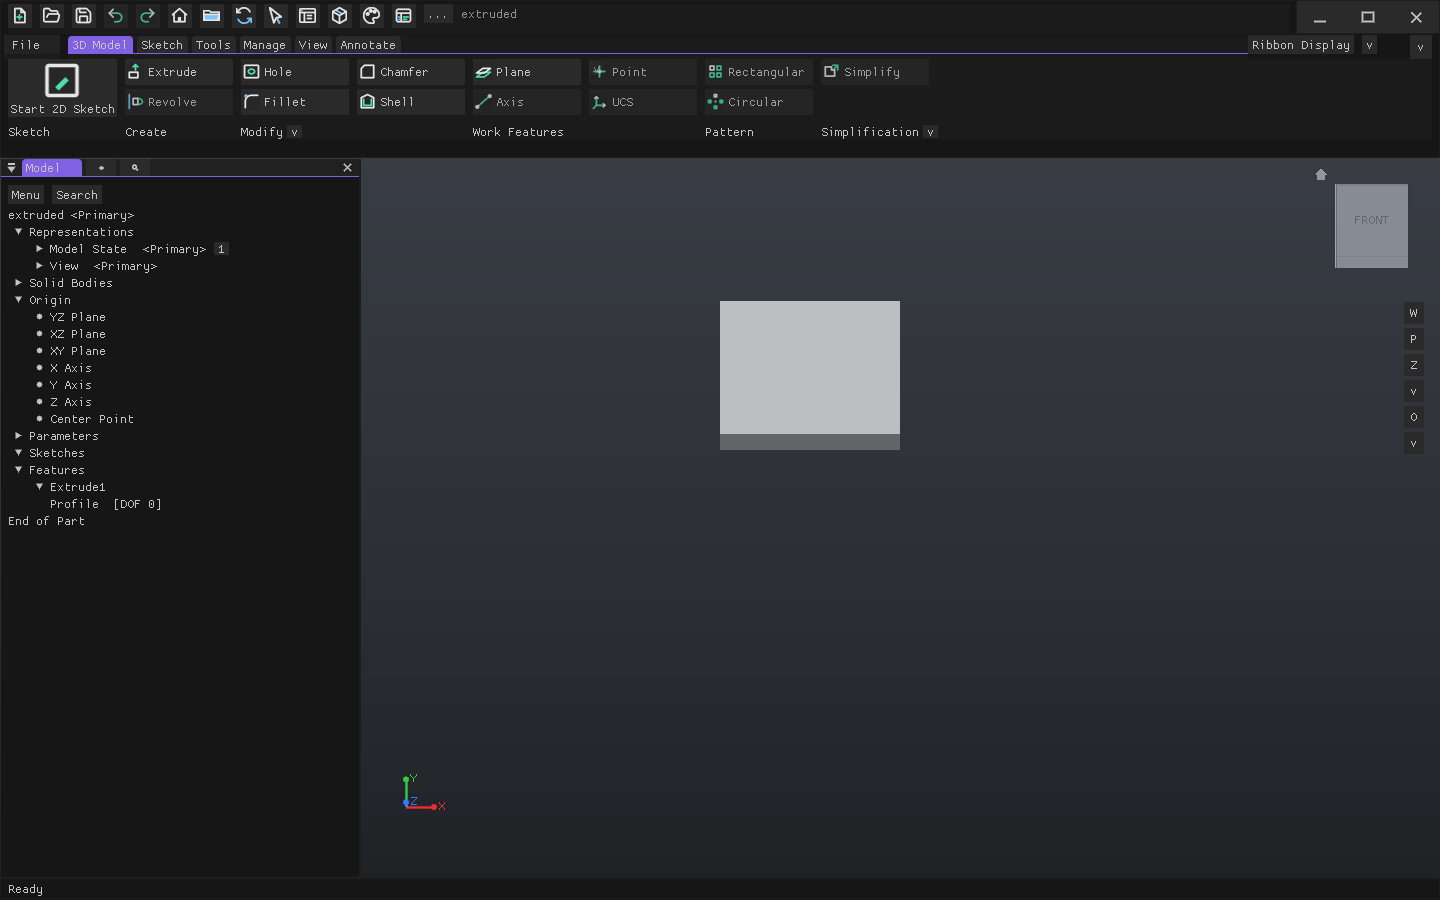 ... extruded
File 3D Model Sketch Tools Manage View Annotate Ribbon Display v v
Extrude Hole Chamfer Plane Point Rectangular Simplify
Start 2D Sketch Revolve Fillet Shell Axis UCS Circular
Sketch Create Modify v Work Features Pattern Simplification v
Model
Menu Search
extruded <Primary>
Representations
Model State <Primary> 1
View <Primary>
Solid Bodies
Origin
YZ Plane
XZ Plane
XY Plane
X Axis
Y Axis
Z Axis
Center Point
Parameters
Sketches
Features
Extrude1
Profile [DOF 0]
End of Part
FRONT
W
P
Z
v
O
v
Y
Z X
Ready